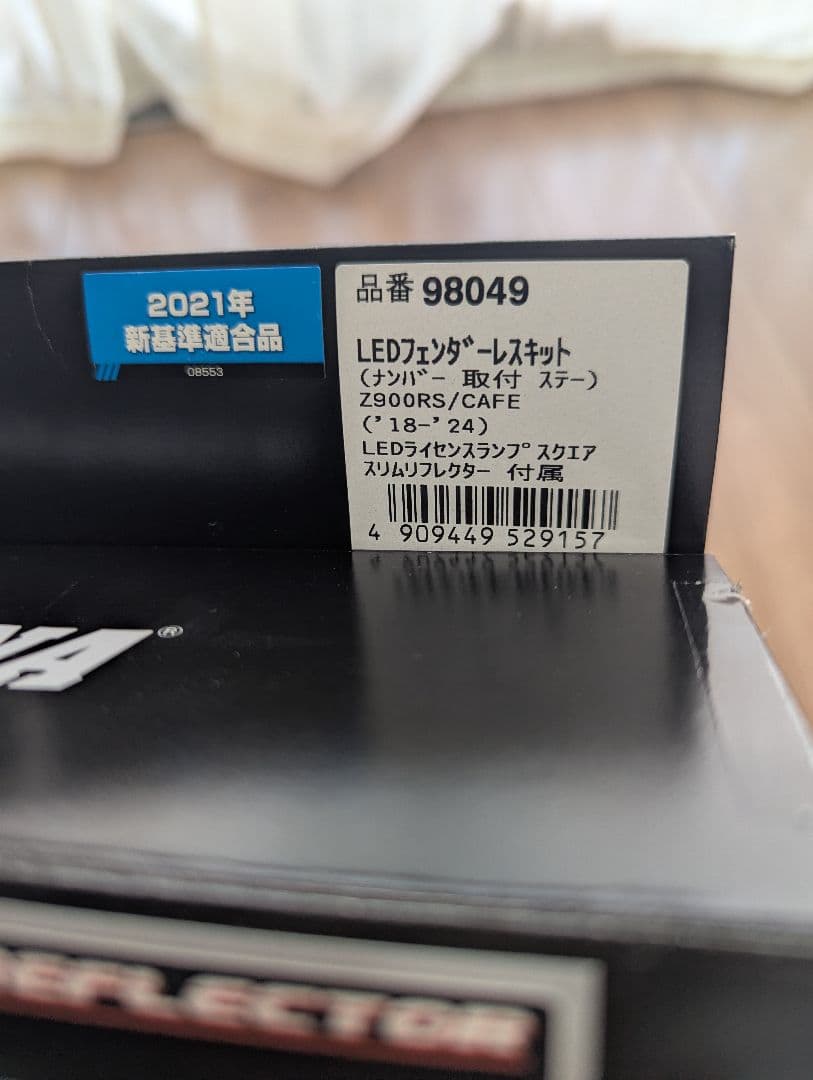 2021年
新基準適合品
08553
品番 98049
LEDフェンダーレスキット
(ナンバー 取付 ステー)
Z900RS/CAFE
('18-'24)
LEDライセンスランプ スクエア
スリムリフレクター 付属
4 909449 529157
NA®
REFLECTOR